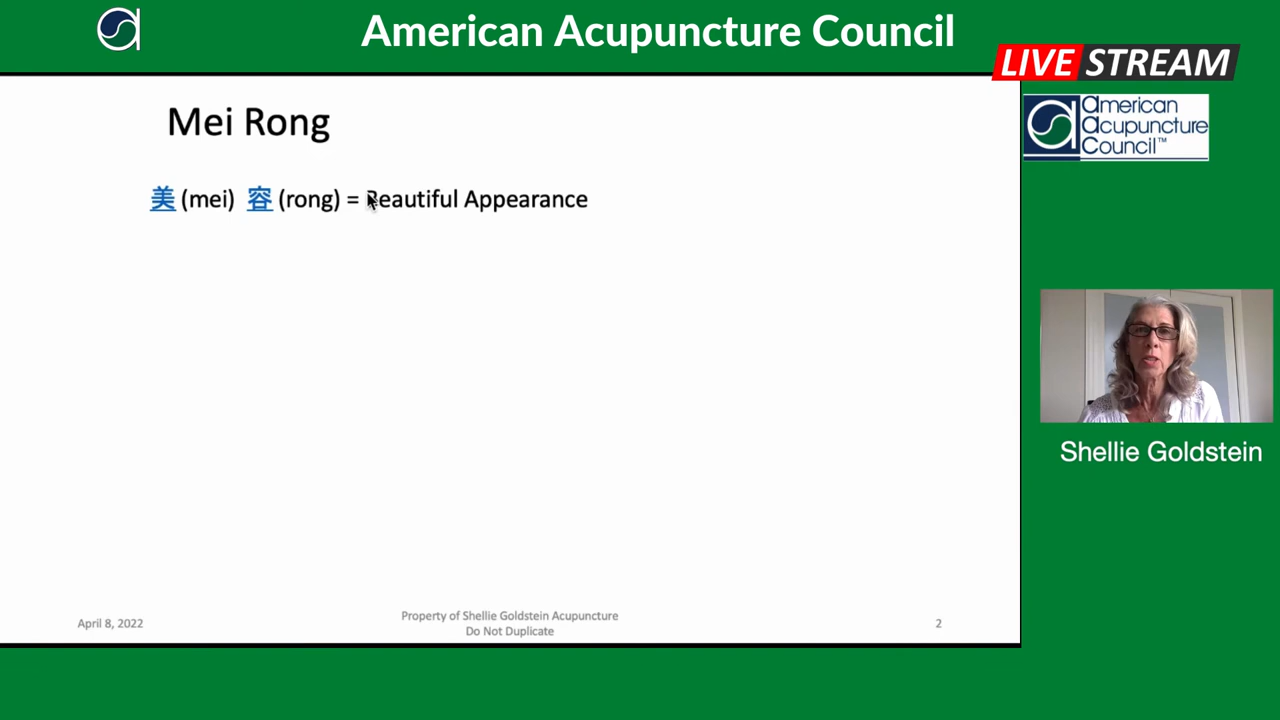 American Acupuncture Council
LIVE STREAM
american
acupuncture
Council™
Mei Rong
美 (mei) 容 (rong) = Beautiful Appearance
Shellie Goldstein
April 8, 2022
Property of Shellie Goldstein Acupuncture
Do Not Duplicate
2